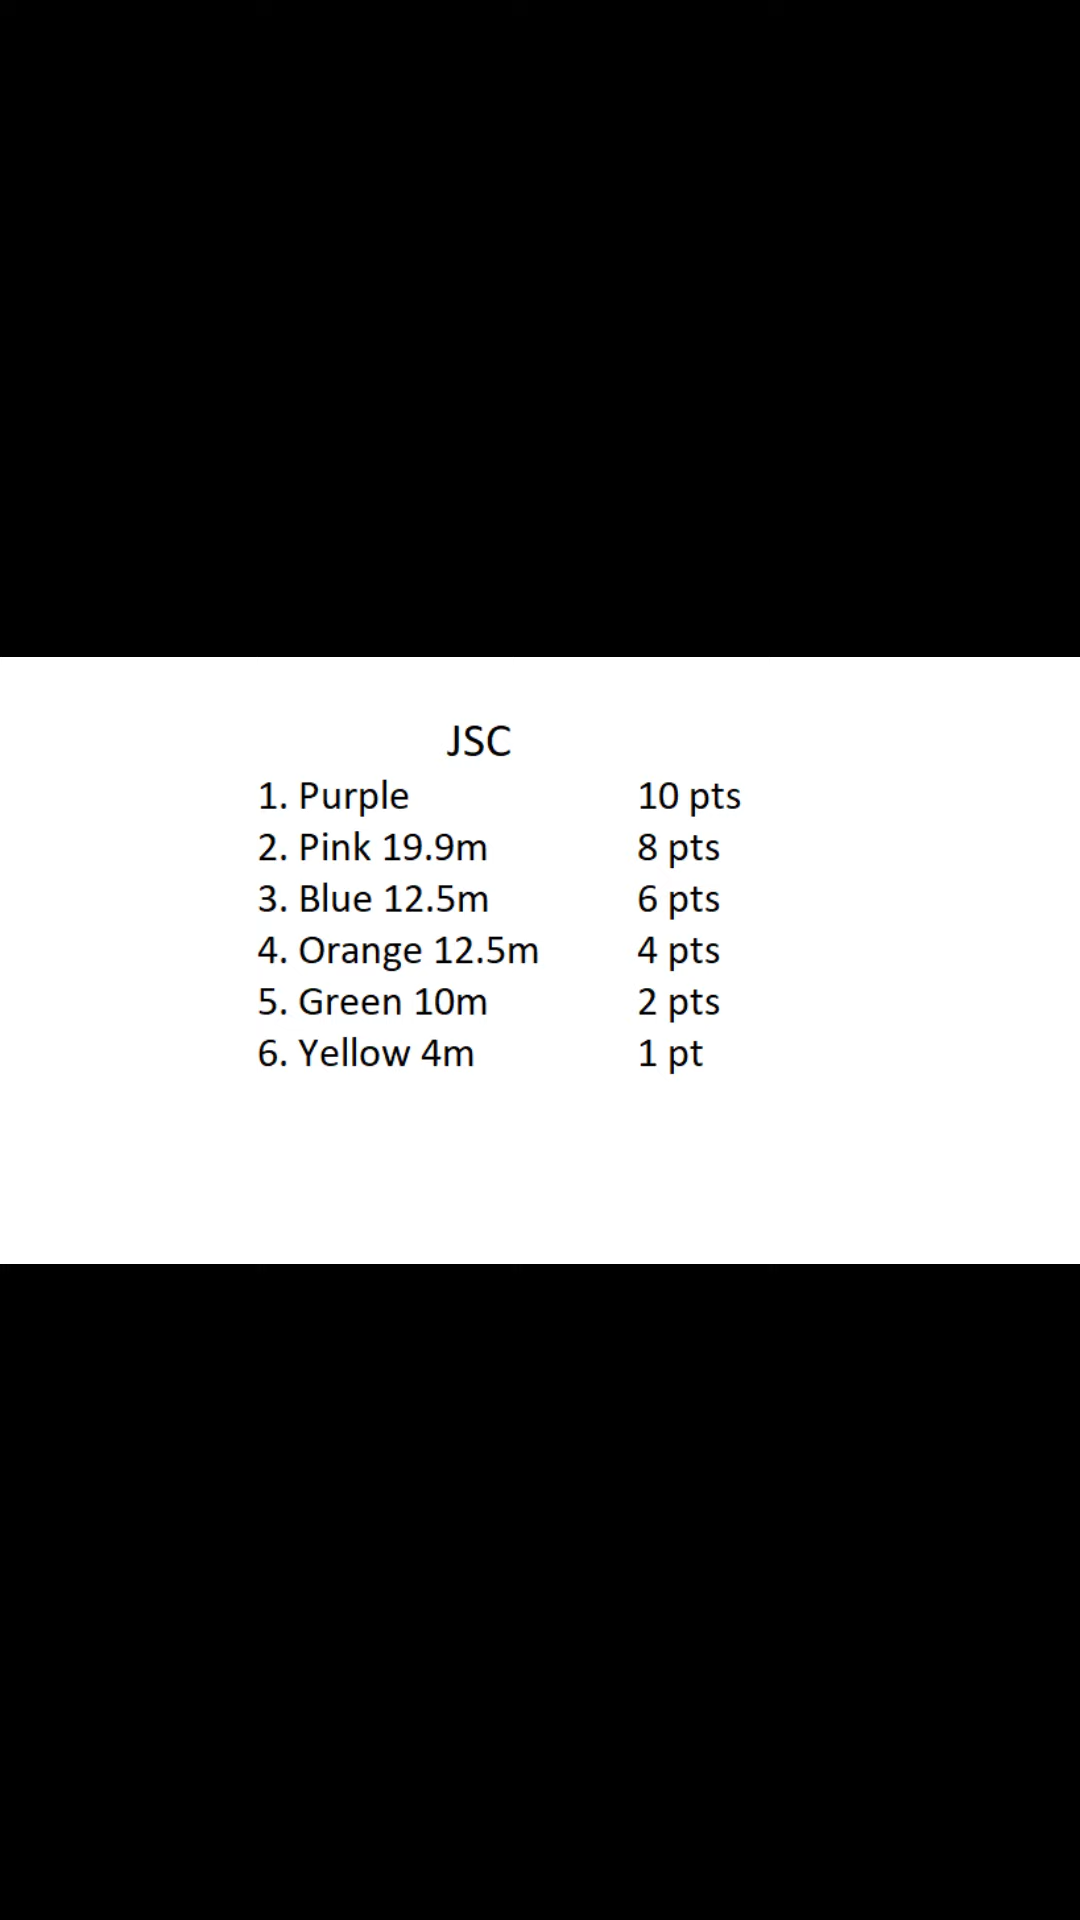 JSC
1. Purple 10 pts
2. Pink 19.9m 8 pts
3. Blue 12.5m 6 pts
4. Orange 12.5m 4 pts
5. Green 10m 2 pts
6. Yellow 4m 1 pt